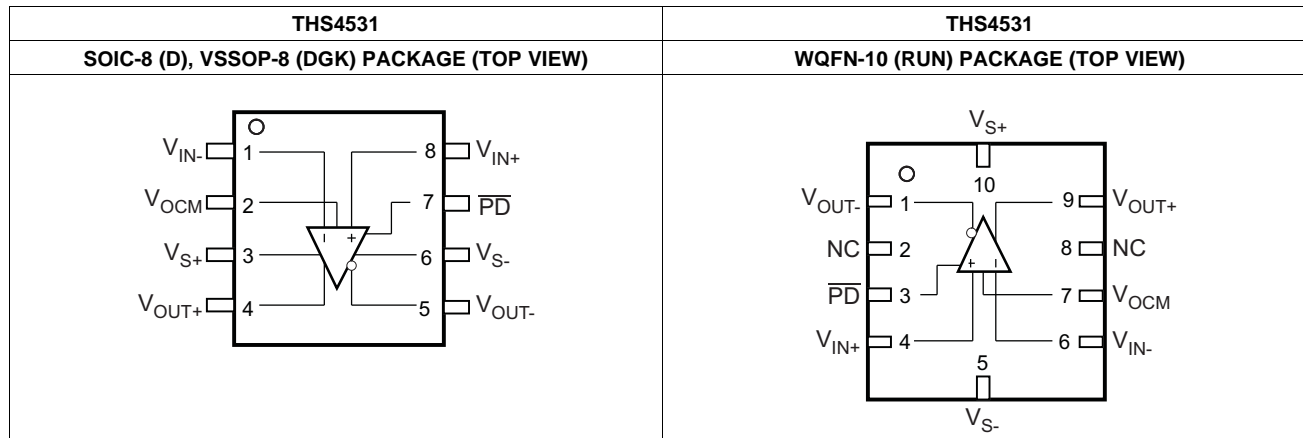 THS4531
THS4531
SOIC-8 (D), VSSOP-8 (DGK) PACKAGE (TOP VIEW)
WQFN-10 (RUN) PACKAGE (TOP VIEW)
VIN- 1
8 VIN+
VOCM 2
7 PD
VS+ 3
6 VS-
VOUT+ 4
5 VOUT-
- +
VS+
10
VOUT- 1
9 VOUT+
NC 2
8 NC
+ -
PD 3
7 VOCM
VIN+ 4
6 VIN-
5
VS-